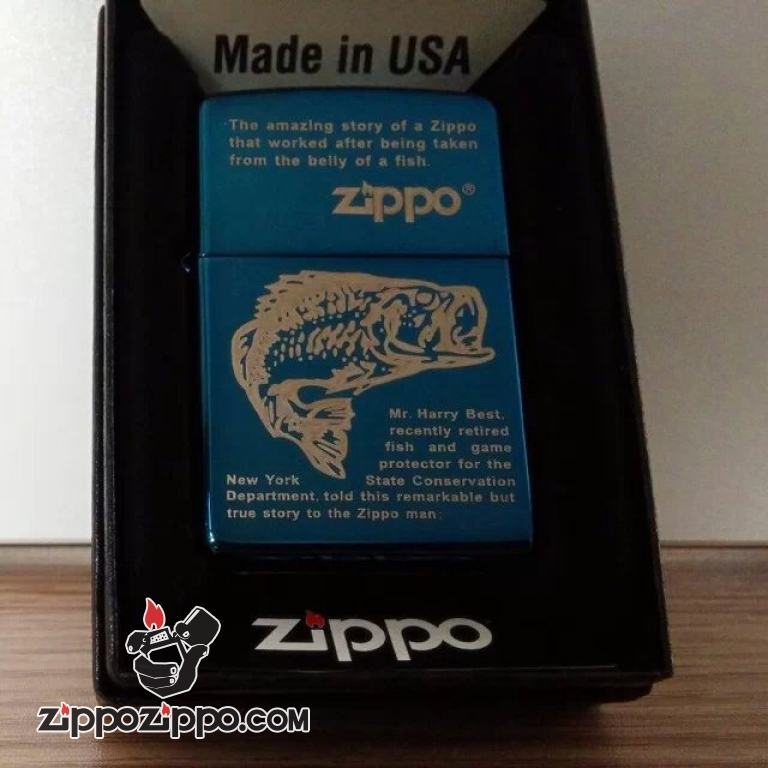 Made in USA
The amazing story of a Zippo
that worked after being taken
from the belly of a fish.
zippo®
Mr. Harry Best,
recently retired
fish and game
protector for the
New York State Conservation
Department, told this remarkable but
true story to the Zippo man:
zippo
zippozippo.com